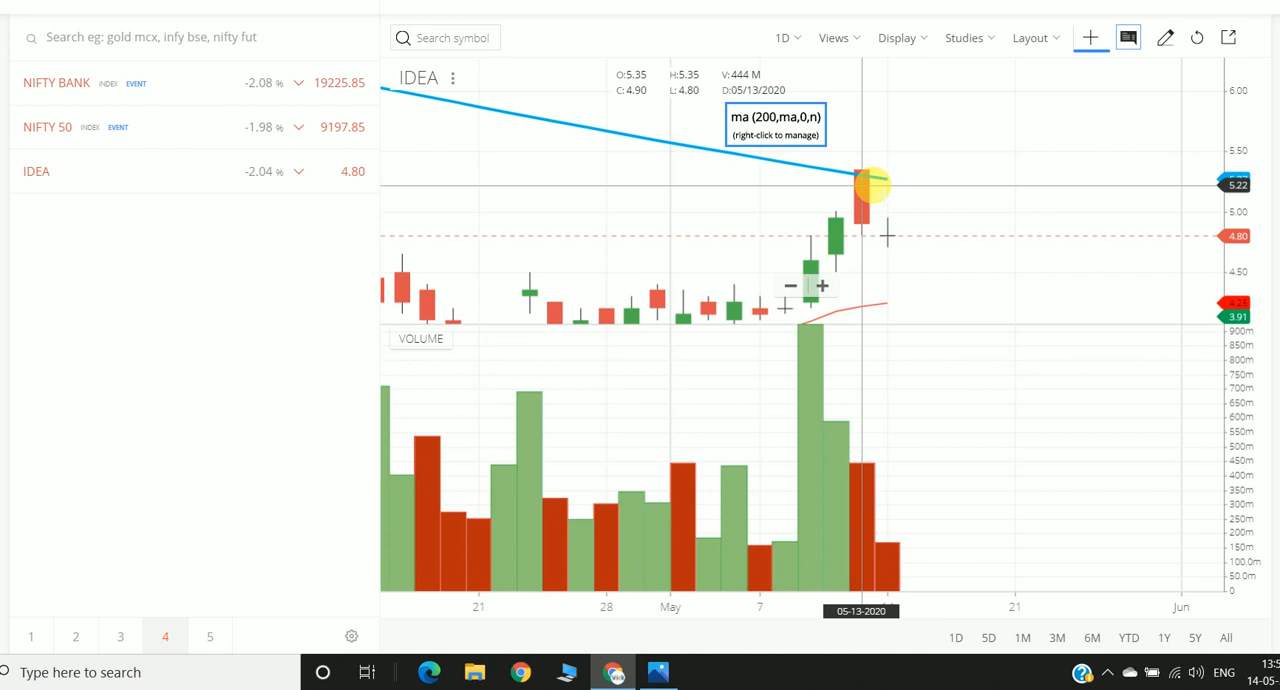 Search eg: gold mcx, infy bse, nifty fut
NIFTY BANK INDEX EVENT -2.08 % 19225.85
NIFTY 50 INDEX EVENT -1.98 % 9197.85
IDEA -2.04 % 4.80
1 2 3 4 5
Search symbol
1D Views Display Studies Layout
IDEA
O:5.35 H:5.35 V:444 M
C:4.90 L:4.80 D:05/13/2020
ma (200,ma,0,n)
(right-click to manage)
6.00
5.50
5.22
5.00
4.80
4.50
4.25
3.91
VOLUME
900m
850m
800m
750m
700m
650m
600m
550m
500m
450m
400m
350m
300m
250m
200m
150m
100.0m
50.0m
0
21 28 May 7 05-13-2020 21 Jun
1D 5D 1M 3M 6M YTD 1Y 5Y All
Type here to search
ENG
13:5
14-05-